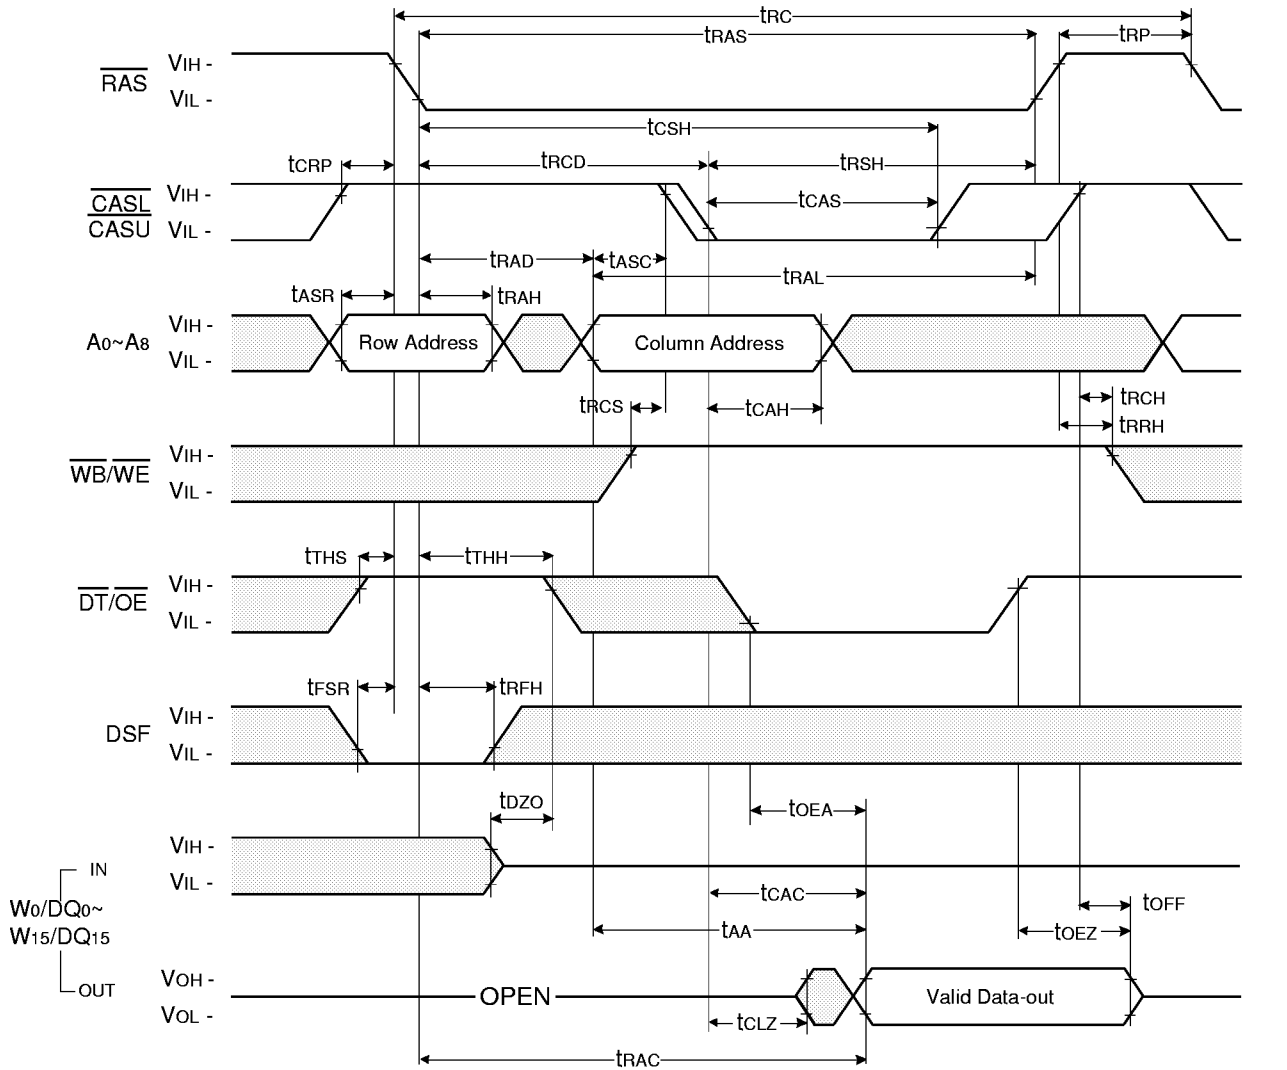 tRC
tRAS
tRP
RAS
VIH -
VIL -
tCSH
tCRP
tRCD
tRSH
CASL
CASU
VIH -
VIL -
tCAS
tRAD
tASC
tRAL
tASR
tRAH
A0~A8
VIH -
VIL -
Row Address
Column Address
tRCS
tCAH
tRCH
tRRH
WB/WE
VIH -
VIL -
tTHS
tTHH
DT/OE
VIH -
VIL -
tFSR
tRFH
DSF
VIH -
VIL -
tDZO
tOEA
VIH -
VIL -
IN
tCAC
tOFF
W0/DQ0~
W15/DQ15
tAA
tOEZ
OUT
VOH -
VOL -
OPEN
Valid Data-out
tCLZ
tRAC